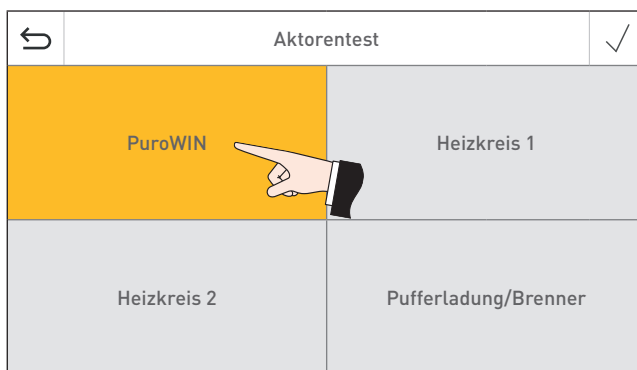 Aktorentest
PuroWIN
Heizkreis 1
Heizkreis 2
Pufferladung/Brenner